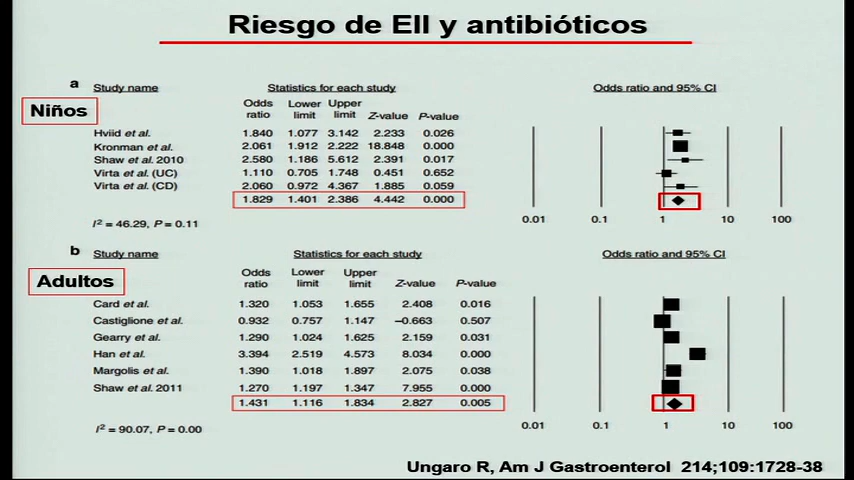 Riesgo de EII y antibióticos
a Study name Statistics for each study Odds ratio and 95% CI
Niños
Odds ratio Lower limit Upper limit Z-value P-value
Hviid et al. 1.840 1.077 3.142 2.233 0.026
Kronman et al. 2.061 1.912 2.222 18.848 0.000
Shaw et al. 2010 2.580 1.186 5.612 2.391 0.017
Virta et al. (UC) 1.110 0.705 1.748 0.451 0.652
Virta et al. (CD) 2.060 0.972 4.367 1.885 0.059
1.829 1.401 2.386 4.442 0.000
I² = 46.29, P = 0.11
0.01 0.1 1 10 100
b Study name Statistics for each study Odds ratio and 95% CI
Adultos
Odds ratio Lower limit Upper limit Z-value P-value
Card et al. 1.320 1.053 1.655 2.408 0.016
Castiglione et al. 0.932 0.757 1.147 –0.663 0.507
Gearry et al. 1.290 1.024 1.625 2.159 0.031
Han et al. 3.394 2.519 4.573 8.034 0.000
Margolis et al. 1.390 1.018 1.897 2.075 0.038
Shaw et al. 2011 1.270 1.197 1.347 7.955 0.000
1.431 1.116 1.834 2.827 0.005
I² = 90.07, P = 0.00
0.01 0.1 1 10 100
Ungaro R, Am J Gastroenterol 214;109:1728-38